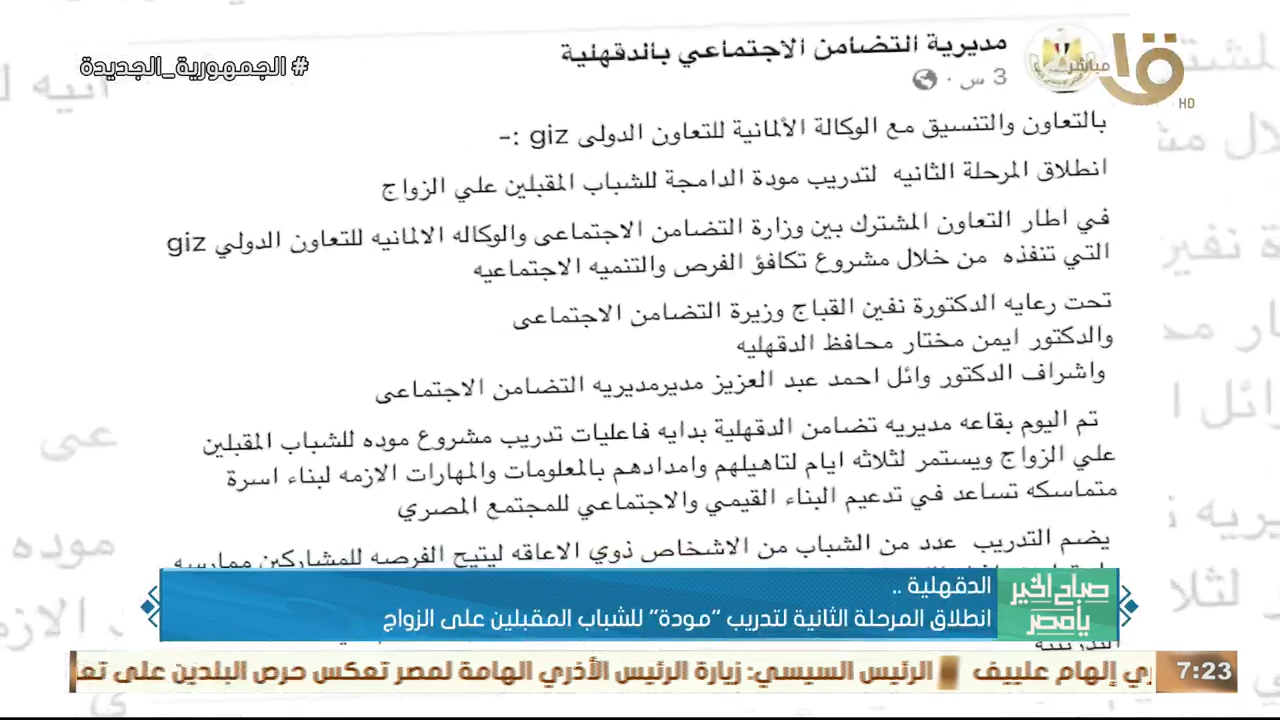 # الجمهورية_الجديدة
مباشر
HD
مديرية التضامن الاجتماعي بالدقهلية
3 س ·
بالتعاون والتنسيق مع الوكالة الألمانية للتعاون الدولى giz :-
انطلاق المرحلة الثانيه لتدريب مودة الدامجة للشباب المقبلين علي الزواج
في اطار التعاون المشترك بين وزارة التضامن الاجتماعى والوكاله الالمانيه للتعاون الدولي giz
التي تنفذه من خلال مشروع تكافؤ الفرص والتنميه الاجتماعيه
تحت رعايه الدكتورة نفين القباج وزيرة التضامن الاجتماعى
والدكتور ايمن مختار محافظ الدقهليه
واشراف الدكتور وائل احمد عبد العزيز مديرمديريه التضامن الاجتماعى
تم اليوم بقاعه مديريه تضامن الدقهلية بدايه فاعليات تدريب مشروع موده للشباب المقبلين
علي الزواج ويستمر لثلاثه ايام لتاهيلهم وامدادهم بالمعلومات والمهارات الازمه لبناء اسرة
متماسكه تساعد في تدعيم البناء القيمي والاجتماعي للمجتمع المصري
يضم التدريب عدد من الشباب من الاشخاص ذوي الاعاقه ليتيح الفرصه للمشاركين ممارسه
صباح الخير
يا مصر
الدقهلية ..
انطلاق المرحلة الثانية لتدريب "مودة" للشباب المقبلين على الزواج
7:23
ري إلهام علييف
الرئيس السيسي: زيارة الرئيس الأذري الهامة لمصر تعكس حرص البلدين على تعا